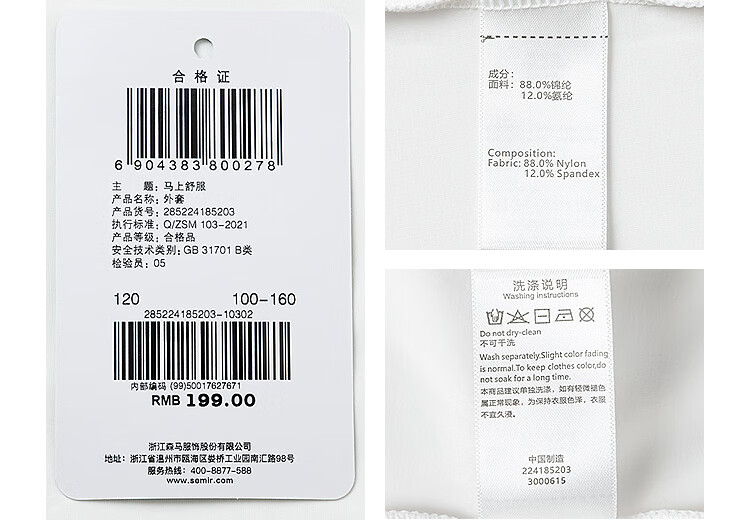 合格证
6 904383 800278
主 题: 马上舒服
产品名称: 外套
产品货号: 285224185203
执行标准: Q/ZSM 103-2021
产品等级: 合格品
安全技术类别: GB 31701 B类
检验员: 05
120 100-160
285224185203-10302
内部编码 (99)50017627671
RMB 199.00
浙江森马服饰股份有限公司
地址: 浙江省温州市瓯海区娄桥工业园南汇路98号
服务热线: 400-8877-588
www.semir.com
成分:
面料: 88.0%锦纶
12.0%氨纶
Composition:
Fabric: 88.0% Nylon
12.0% Spandex
洗涤说明
Washing instructions
Do not dry-clean
不可干洗
Wash separately.Slight color fading
is normal.To keep clothes color,do
not soak for a long time.
本商品建议单独洗涤, 如有轻微褪色
属正常现象, 为保持衣服色泽, 衣服
不宜久浸。
中国制造
224185203
3000615